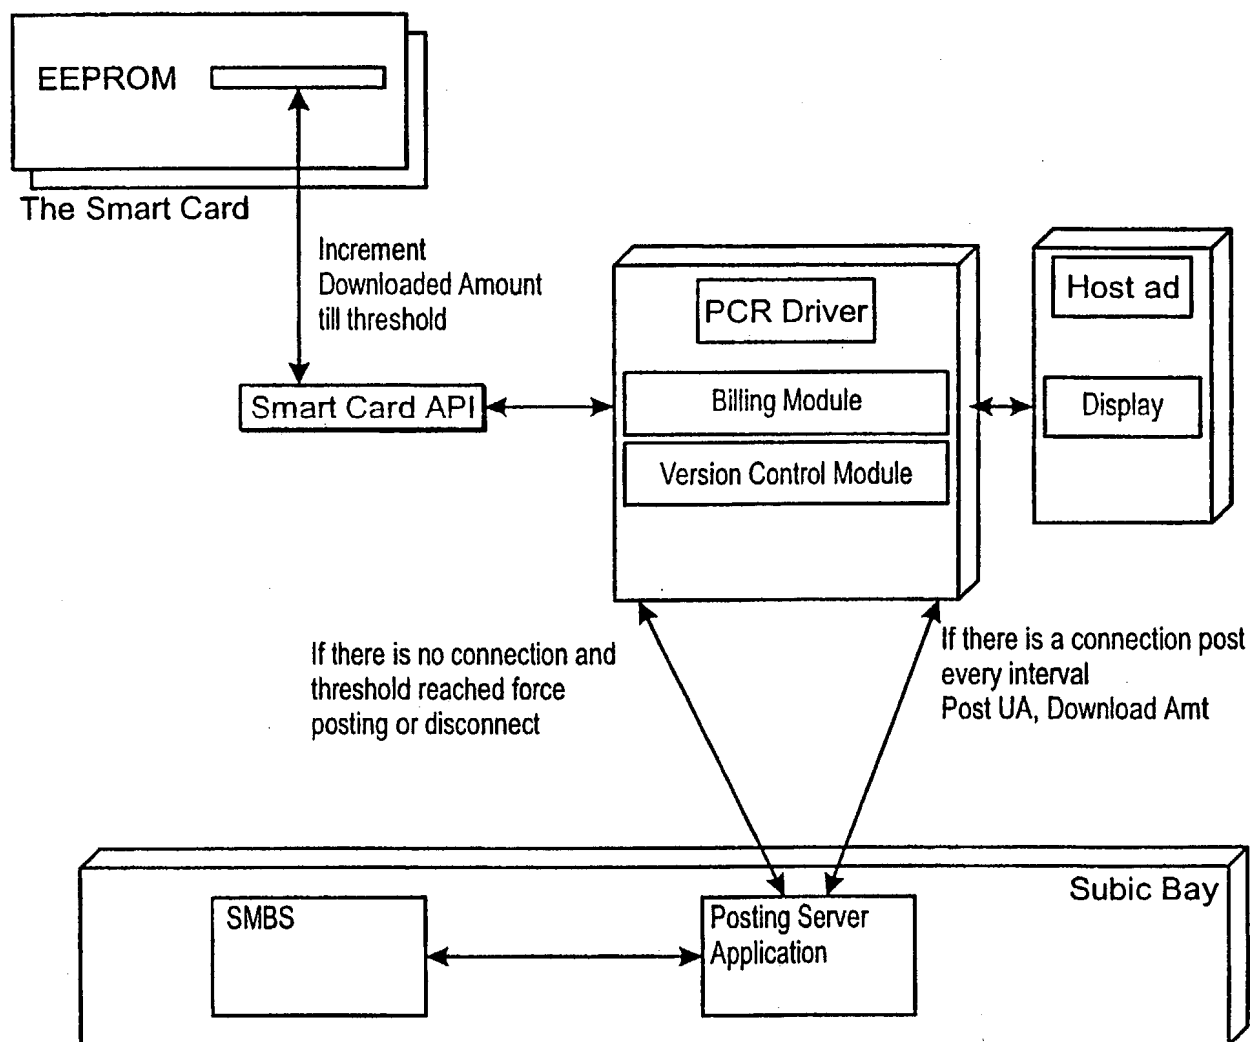 EEPROM
The Smart Card
Increment
Downloaded Amount
till threshold
Smart Card API
PCR Driver
Billing Module
Version Control Module
Host ad
Display
If there is no connection and
threshold reached force
posting or disconnect
If there is a connection post
every interval
Post UA, Download Amt
Subic Bay
SMBS
Posting Server
Application